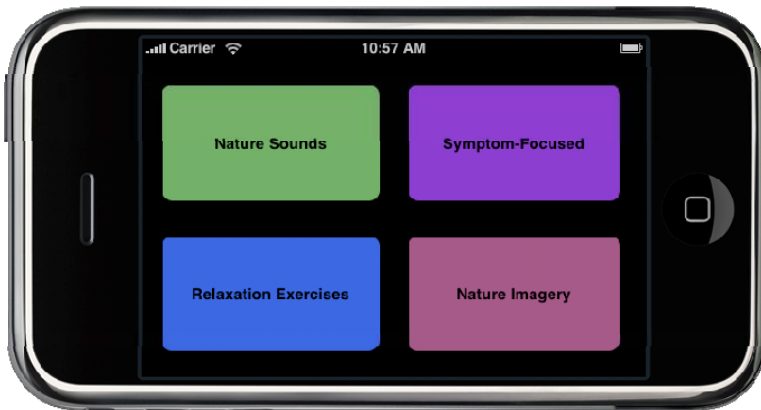 Carrier 10:57 AM
Nature Sounds Symptom-Focused
Relaxation Exercises Nature Imagery